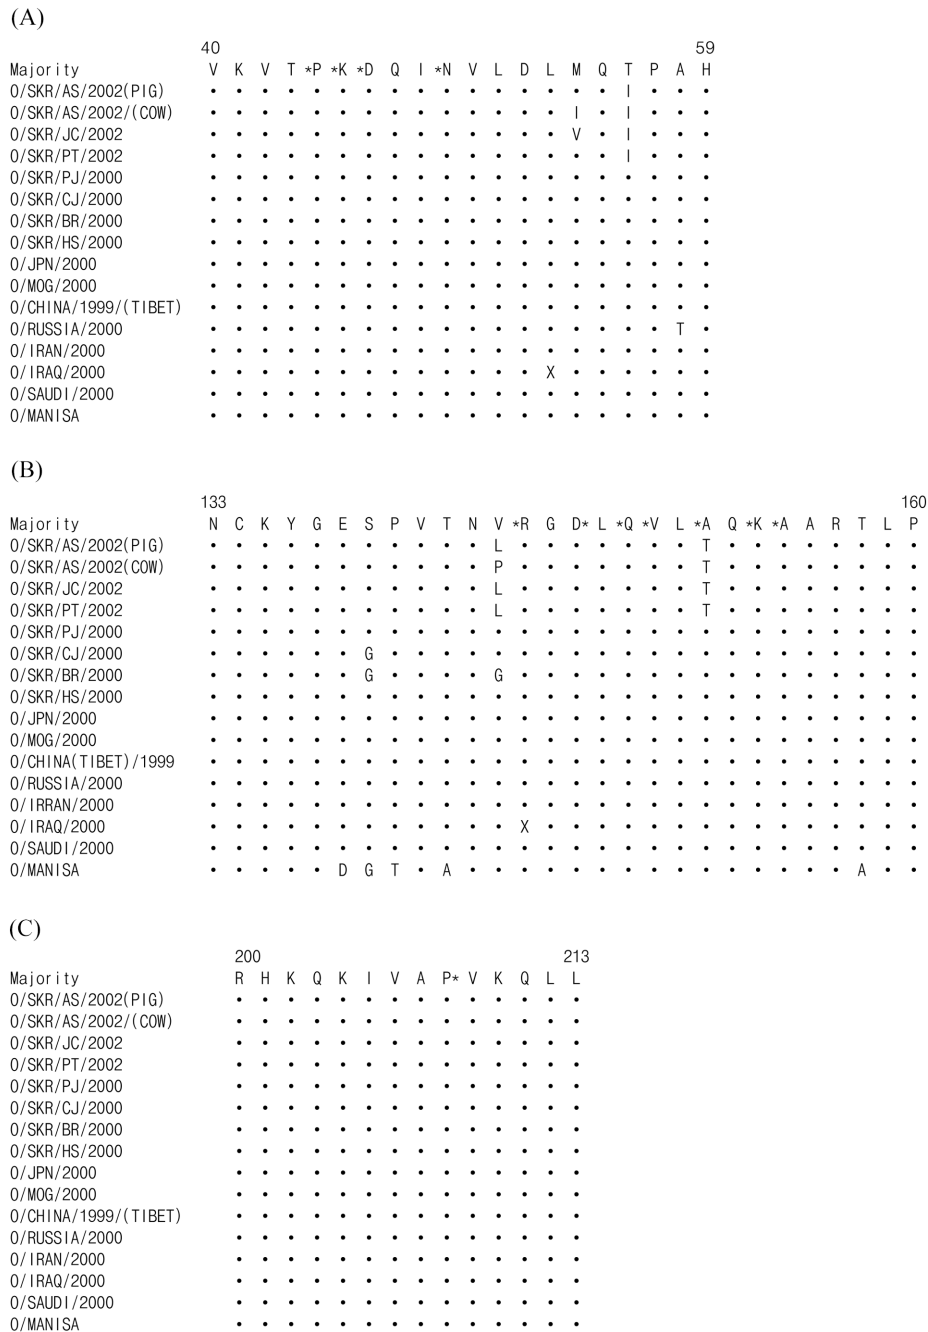 (A)
40 59
Majority V K V T *P *K *D Q I *N V L D L M Q T P A H
O/SKR/AS/2002(PIG) • • • • • • • • • • • • • • • • I • • •
O/SKR/AS/2002/(COW) • • • • • • • • • • • • • • I • I • • •
O/SKR/JC/2002 • • • • • • • • • • • • • • V • I • • •
O/SKR/PT/2002 • • • • • • • • • • • • • • • • I • • •
O/SKR/PJ/2000 • • • • • • • • • • • • • • • • • • • •
O/SKR/CJ/2000 • • • • • • • • • • • • • • • • • • • •
O/SKR/BR/2000 • • • • • • • • • • • • • • • • • • • •
O/SKR/HS/2000 • • • • • • • • • • • • • • • • • • • •
O/JPN/2000 • • • • • • • • • • • • • • • • • • • •
O/MOG/2000 • • • • • • • • • • • • • • • • • • • •
O/CHINA/1999/(TIBET) • • • • • • • • • • • • • • • • • • • •
O/RUSSIA/2000 • • • • • • • • • • • • • • • • • • T •
O/IRAN/2000 • • • • • • • • • • • • • • • • • • • •
O/IRAQ/2000 • • • • • • • • • • • • • X • • • • • •
O/SAUDI/2000 • • • • • • • • • • • • • • • • • • • •
O/MANISA • • • • • • • • • • • • • • • • • • • •
(B)
133 160
Majority N C K Y G E S P V T N V *R G D* L *Q *V L *A Q *K *A A R T L P
O/SKR/AS/2002(PIG) • • • • • • • • • • • L • • • • • • • T • • • • • • • •
O/SKR/AS/2002(COW) • • • • • • • • • • • P • • • • • • • T • • • • • • • •
O/SKR/JC/2002 • • • • • • • • • • • L • • • • • • • T • • • • • • • •
O/SKR/PT/2002 • • • • • • • • • • • L • • • • • • • T • • • • • • • •
O/SKR/PJ/2000 • • • • • • • • • • • • • • • • • • • • • • • • • • • •
O/SKR/CJ/2000 • • • • • • G • • • • • • • • • • • • • • • • • • • • •
O/SKR/BR/2000 • • • • • • G • • • • G • • • • • • • • • • • • • • • •
O/SKR/HS/2000 • • • • • • • • • • • • • • • • • • • • • • • • • • • •
O/JPN/2000 • • • • • • • • • • • • • • • • • • • • • • • • • • • •
O/MOG/2000 • • • • • • • • • • • • • • • • • • • • • • • • • • • •
O/CHINA(TIBET)/1999 • • • • • • • • • • • • • • • • • • • • • • • • • • • •
O/RUSSIA/2000 • • • • • • • • • • • • • • • • • • • • • • • • • • • •
O/IRRAN/2000 • • • • • • • • • • • • • • • • • • • • • • • • • • • •
O/IRAQ/2000 • • • • • • • • • • • • X • • • • • • • • • • • • • • •
O/SAUDI/2000 • • • • • • • • • • • • • • • • • • • • • • • • • • • •
O/MANISA • • • • • D G T • A • • • • • • • • • • • • • • • A • •
(C)
200 213
Majority R H K Q K I V A P* V K Q L L
O/SKR/AS/2002(PIG) • • • • • • • • • • • • • •
O/SKR/AS/2002/(COW) • • • • • • • • • • • • • •
O/SKR/JC/2002 • • • • • • • • • • • • • •
O/SKR/PT/2002 • • • • • • • • • • • • • •
O/SKR/PJ/2000 • • • • • • • • • • • • • •
O/SKR/CJ/2000 • • • • • • • • • • • • • •
O/SKR/BR/2000 • • • • • • • • • • • • • •
O/SKR/HS/2000 • • • • • • • • • • • • • •
O/JPN/2000 • • • • • • • • • • • • • •
O/MOG/2000 • • • • • • • • • • • • • •
O/CHINA/1999/(TIBET) • • • • • • • • • • • • • •
O/RUSSIA/2000 • • • • • • • • • • • • • •
O/IRAN/2000 • • • • • • • • • • • • • •
O/IRAQ/2000 • • • • • • • • • • • • • •
O/SAUDI/2000 • • • • • • • • • • • • • •
O/MANISA • • • • • • • • • • • • • •